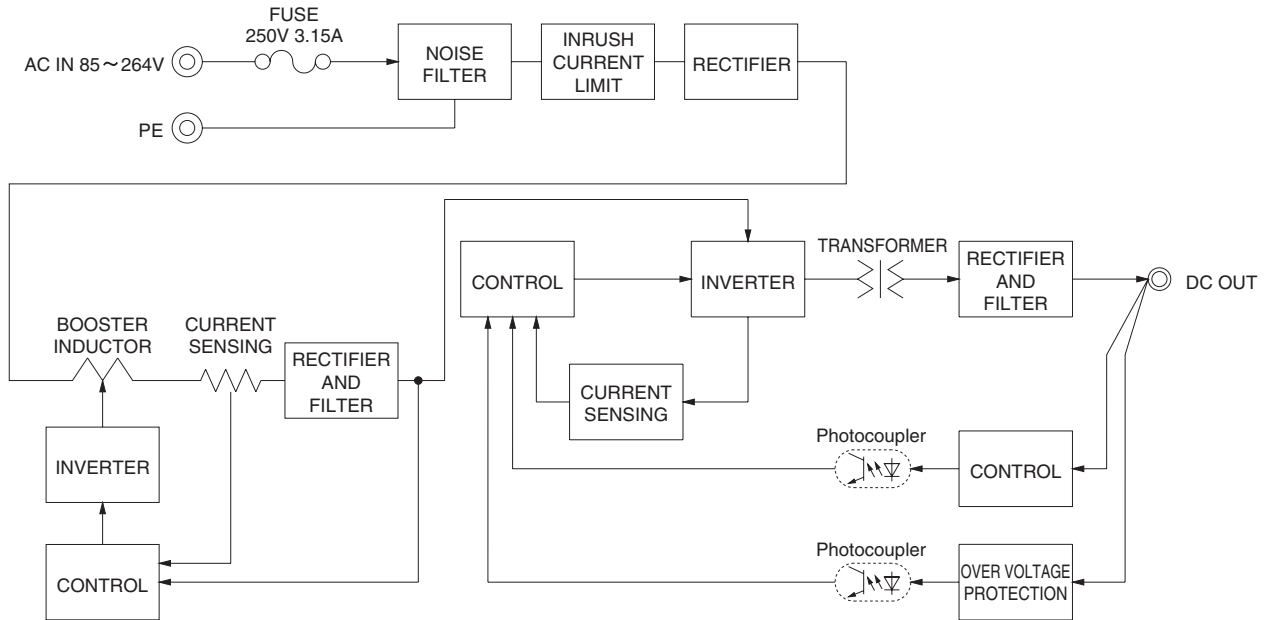 FUSE
250V 3.15A
AC IN 85～264V
NOISE
FILTER
INRUSH
CURRENT
LIMIT
RECTIFIER
PE
TRANSFORMER
CONTROL
INVERTER
RECTIFIER
AND
FILTER
DC OUT
BOOSTER
INDUCTOR
CURRENT
SENSING
RECTIFIER
AND
FILTER
CURRENT
SENSING
Photocoupler
CONTROL
INVERTER
Photocoupler
OVER VOLTAGE
PROTECTION
CONTROL